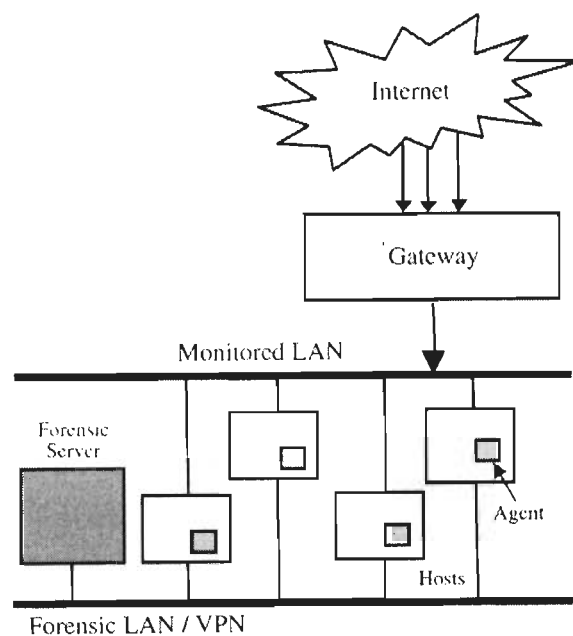 Internet
Gateway
Monitored LAN
Forensic
Server
Agent
Hosts
Forensic LAN / VPN